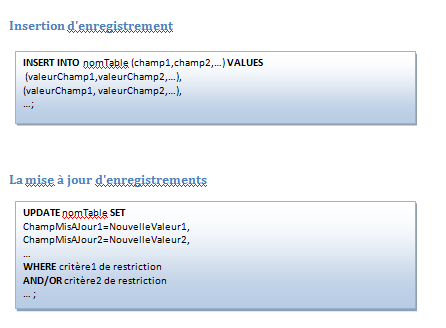 Insertion d'enregistrement
INSERT INTO nomTable (champ1,champ2,...) VALUES
(valeurChamp1,valeurChamp2,...),
(valeurChamp1, valeurChamp2,...),
...;
La mise à jour d'enregistrements
UPDATE nomTable SET
ChampMisAJour1=NouvelleValeur1,
ChampMisAJour2=NouvelleValeur2,
...
WHERE critère1 de restriction
AND/OR critère2 de restriction
... ;